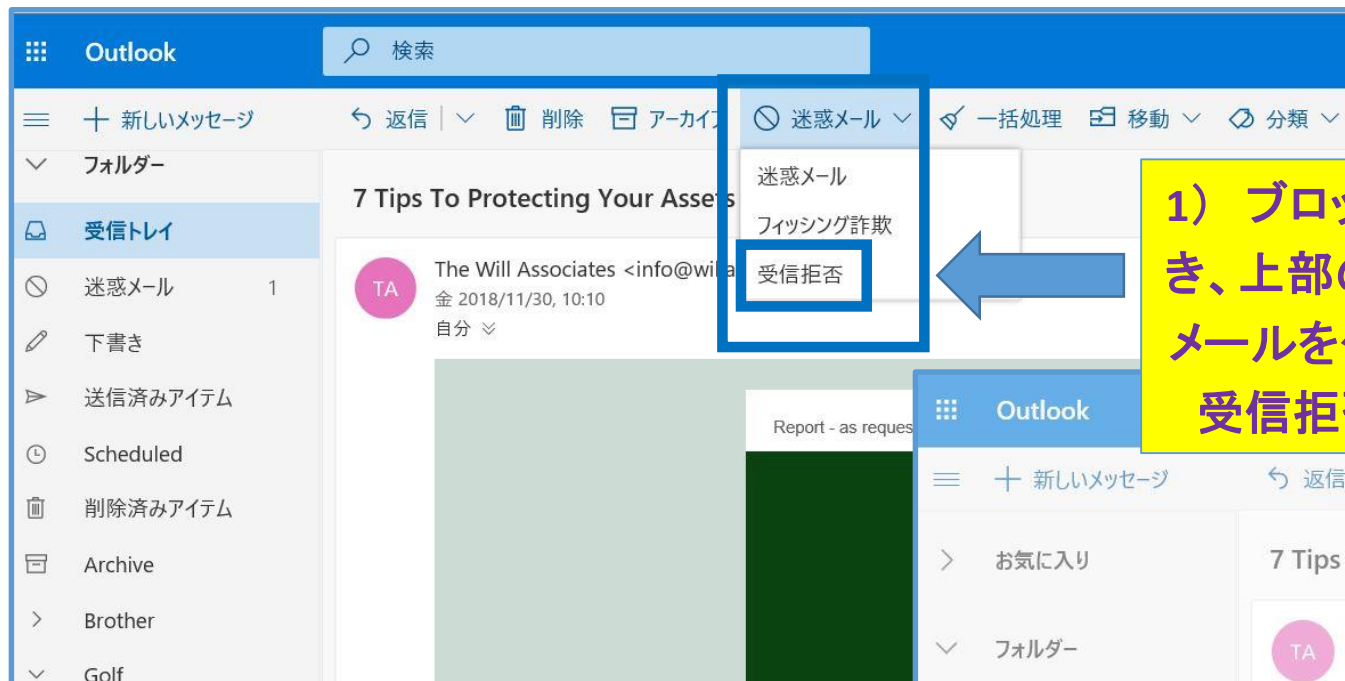 Outlook
検索
新しいメッセージ
返信
削除
アーカイ
迷惑メール
一括処理
移動
分類
フォルダー
受信トレイ
迷惑メール 1
下書き
送信済みアイテム
Scheduled
削除済みアイテム
Archive
Brother
Golf
7 Tips To Protecting Your Assets
TA
The Will Associates <info@wil
金 2018/11/30, 10:10
自分
迷惑メール
フィッシング詐欺
受信拒否
Report - as reques
1) ブロッ
き、上部の
メールを
受信拒
Outlook
新しいメッセージ
返信
お気に入り
7 Tips
フォルダー
TA